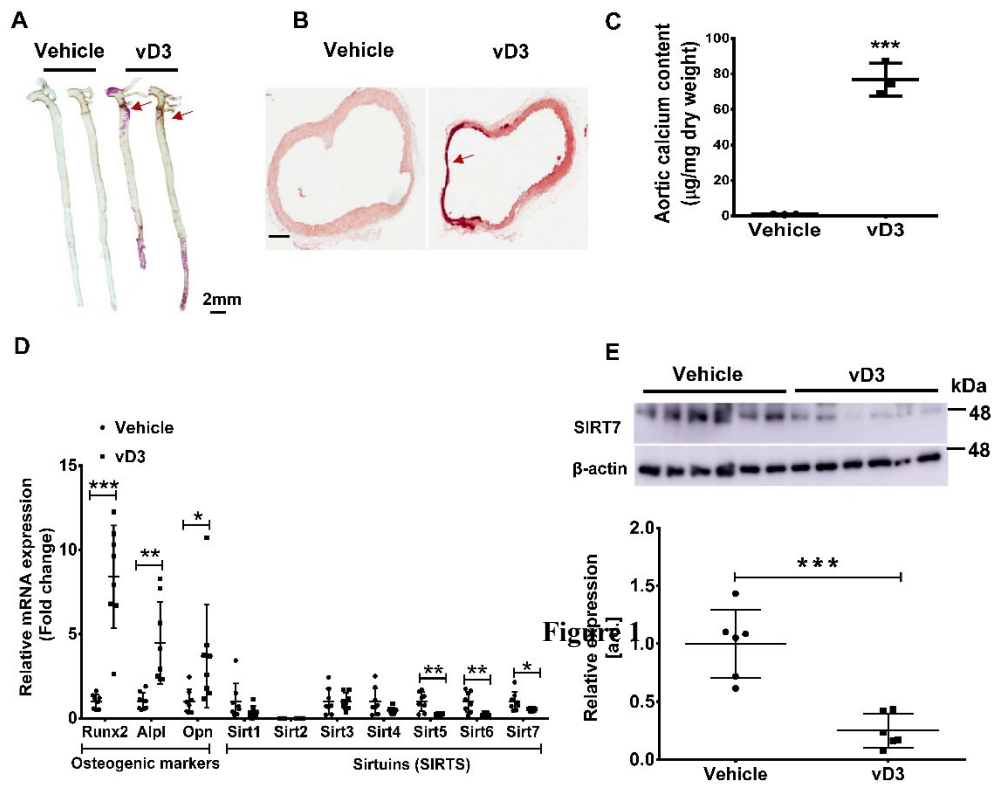 A
Vehicle vD3
2mm
B
Vehicle vD3
C
Aortic calcium content
(µg/mg dry weight)
100
80
60
40
20
0
***
Vehicle vD3
D
Vehicle
vD3
Relative mRNA expression
(Fold change)
15
10
5
0
***
**
*
**
**
*
Runx2 Alpl Opn Sirt1 Sirt2 Sirt3 Sirt4 Sirt5 Sirt6 Sirt7
Osteogenic markers Sirtuins (SIRTS)
E
Vehicle vD3 kDa
SIRT7 48
48
β-actin
Relative expression
[a.u.]
2.0
1.5
1.0
0.5
0.0
***
Vehicle vD3
Figure 1